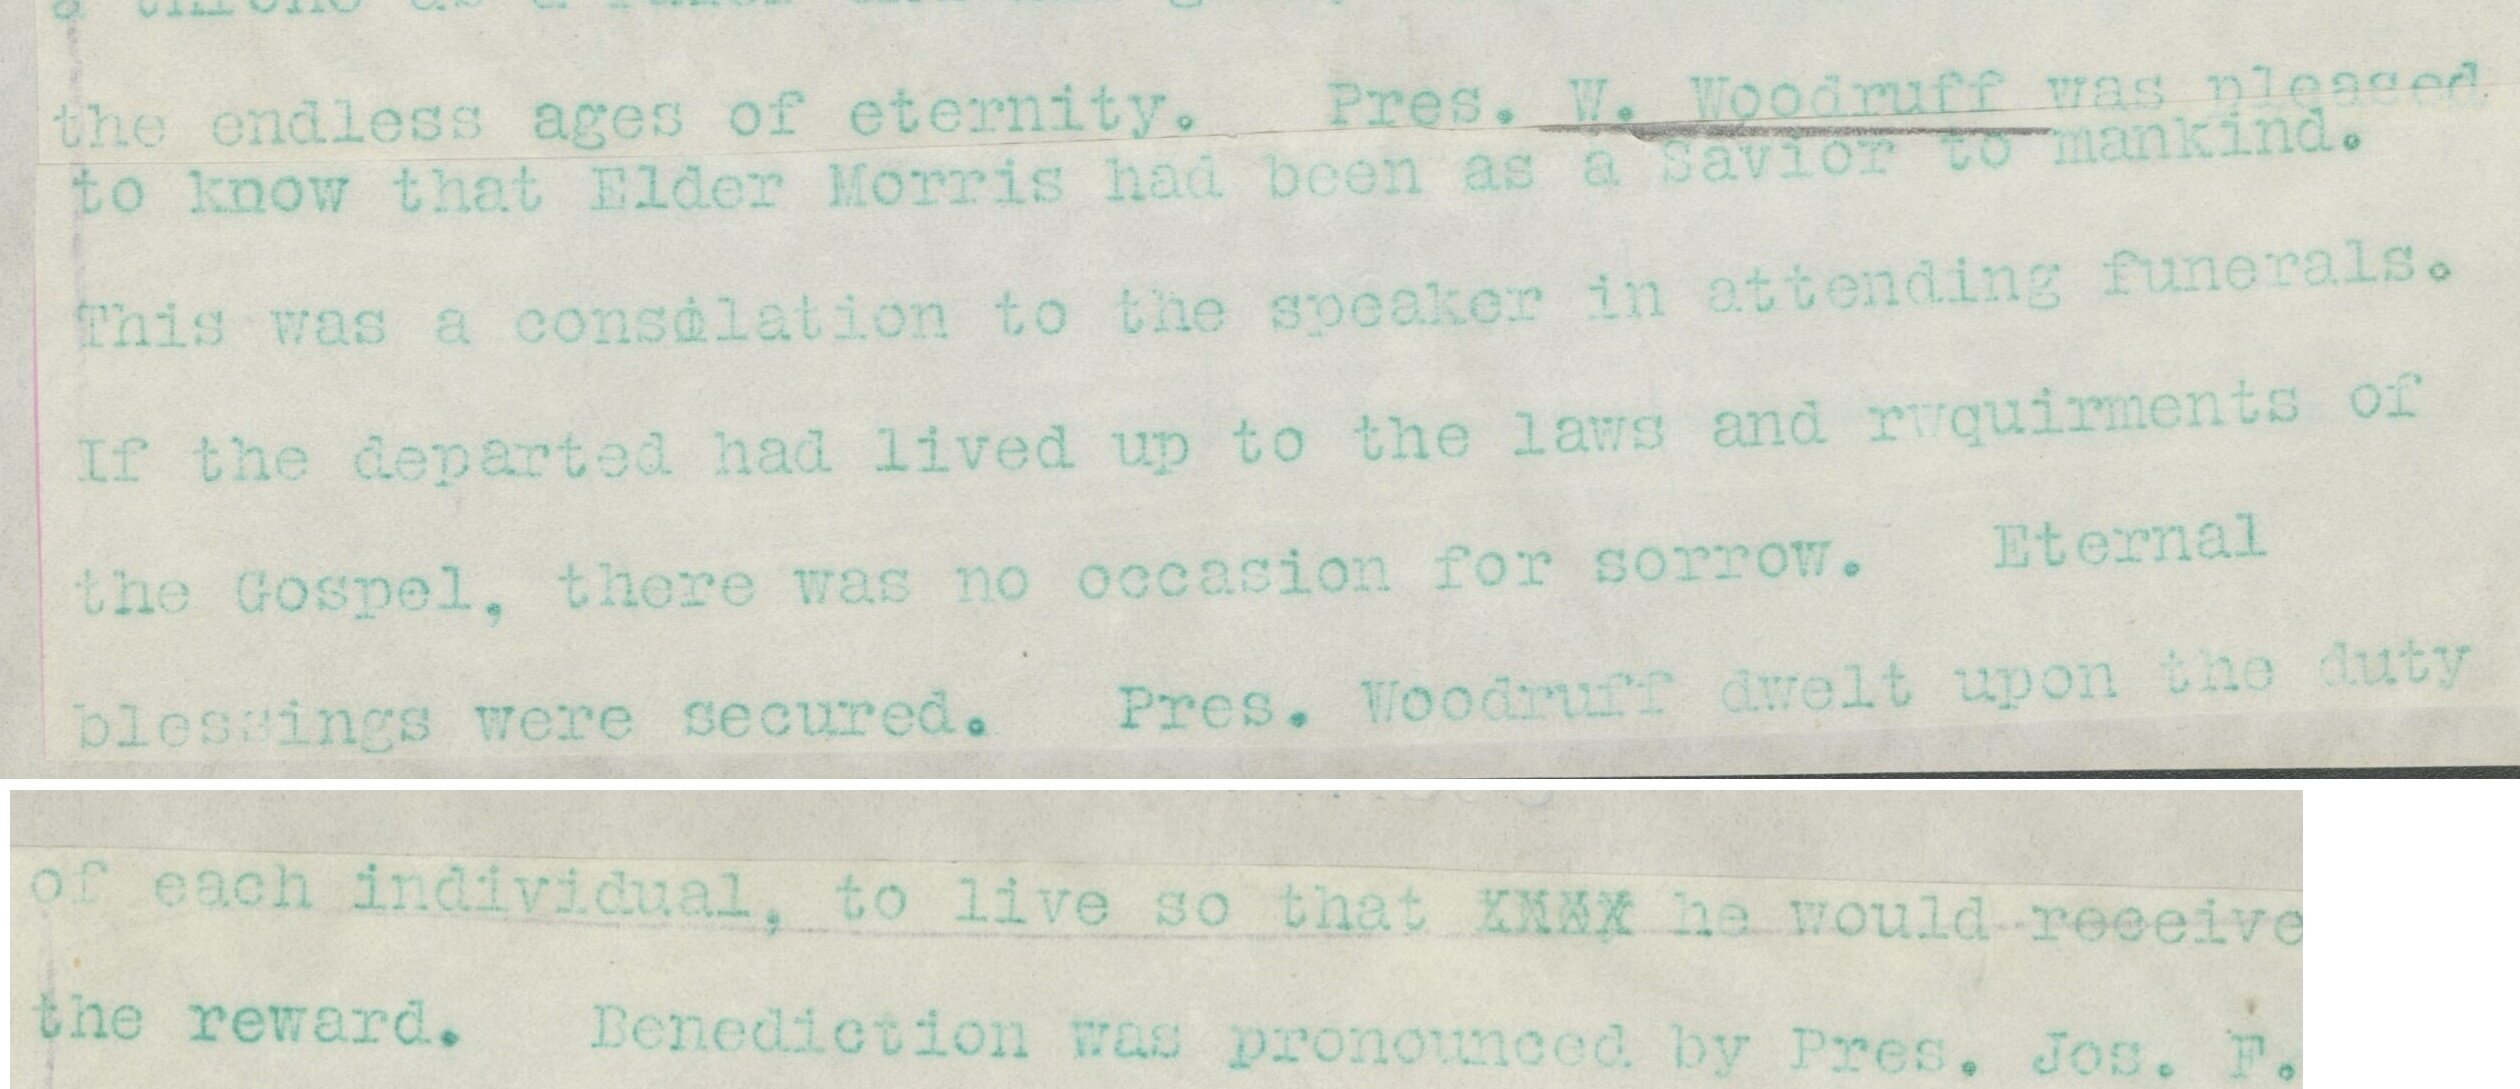 the endless ages of eternity. Pres. W. Woodruff was pleased
to know that Elder Morris had been as a Savior to mankind.
This was a consolation to the speaker in attending funerals.
If the departed had lived up to the laws and rwquirments of
the Gospel, there was no occasion for sorrow. Eternal
blessings were secured. Pres. Woodruff dwelt upon the duty
of each individual, to live so that XXXX he would receive
the reward. Benediction was pronounced by Pres. Jos. F.